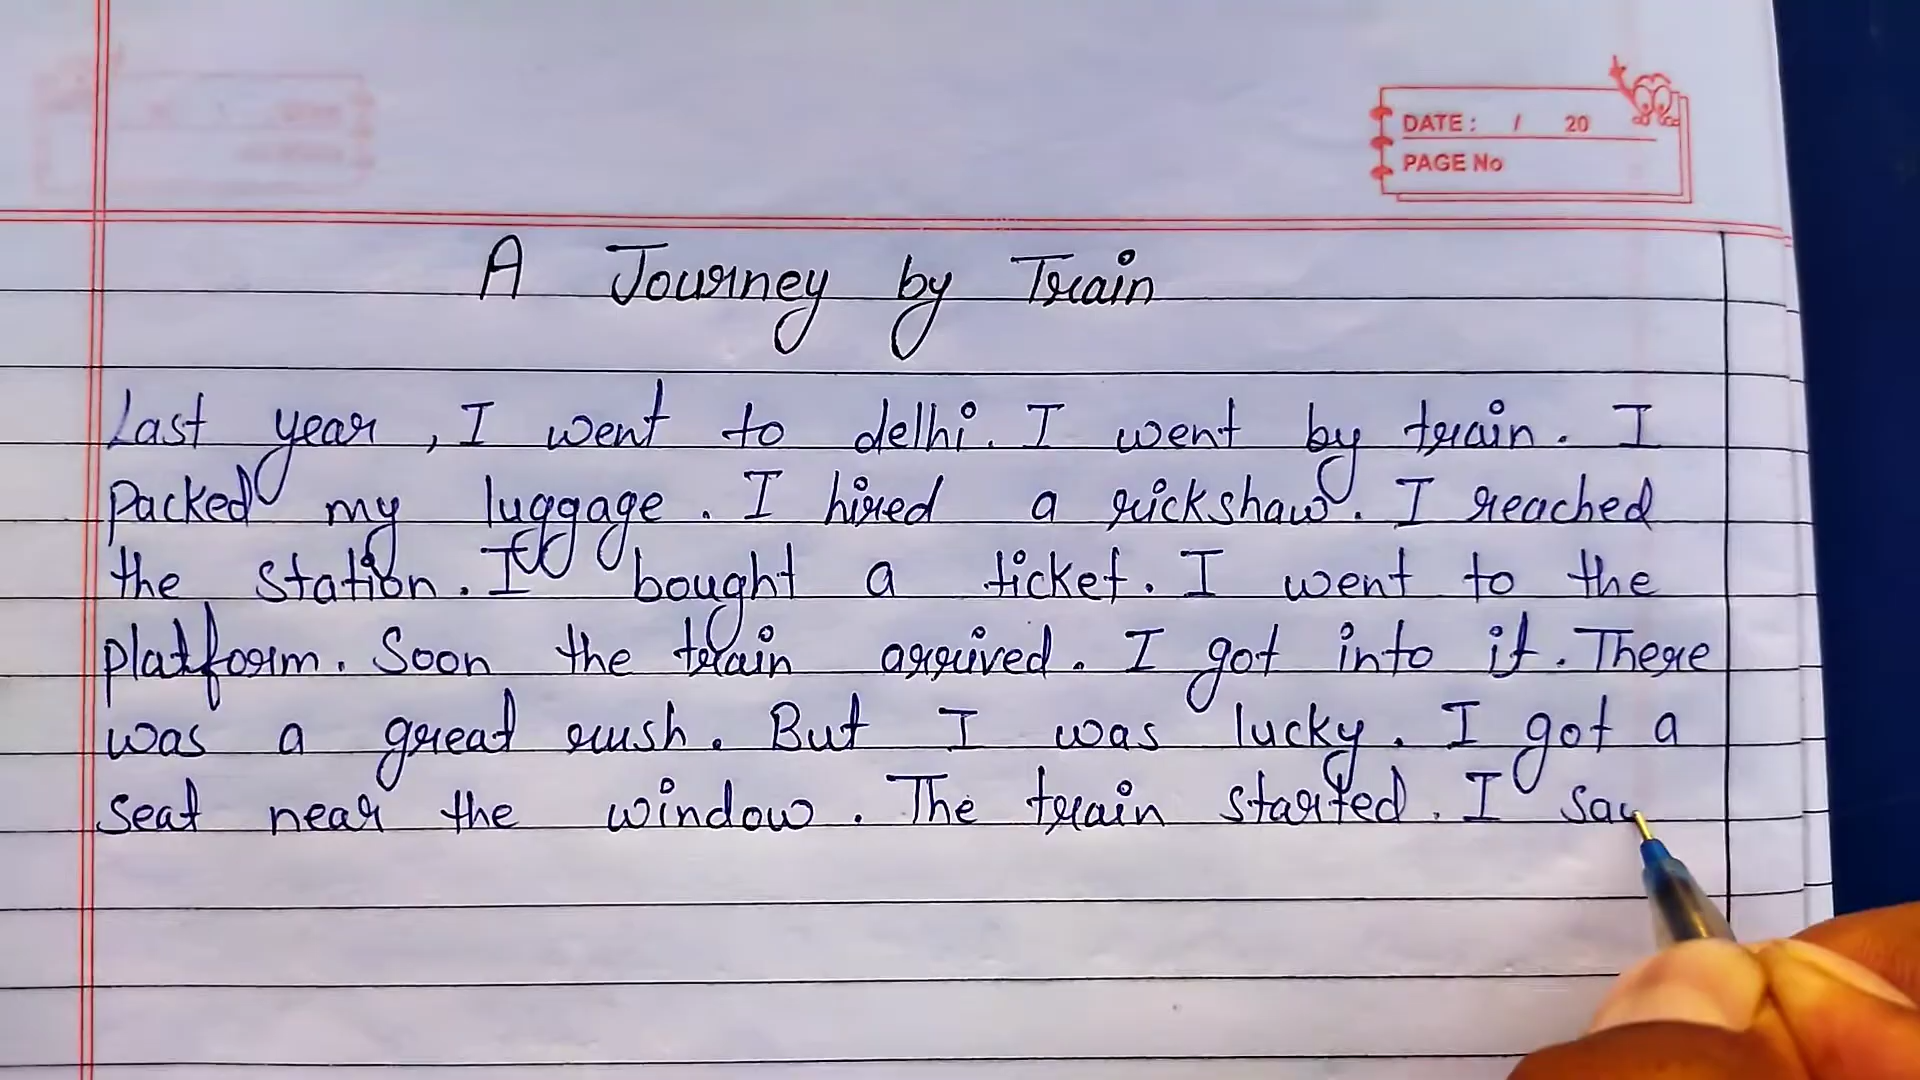 DATE: / 20
PAGE No
A Journey by Train
Last year, I went to delhi. I went by train. I
packed my luggage. I hired a rickshaw. I reached
the station. I bought a ticket. I went to the
platform. Soon the train arrived. I got into it. There
was a great rush. But I was lucky. I got a
seat near the window. The train started. I